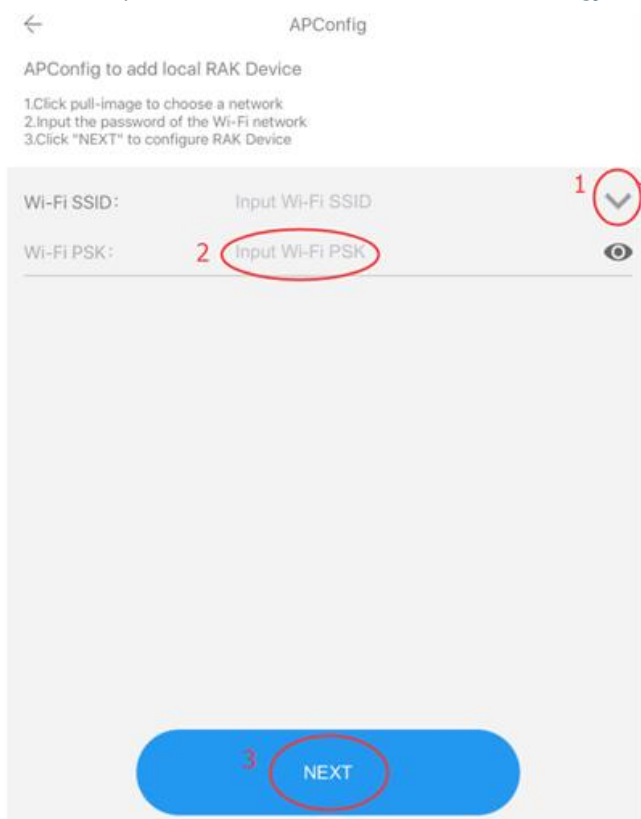 APConfig
APConfig to add local RAK Device
1.Click pull-image to choose a network
2.Input the password of the Wi-Fi network
3.Click "NEXT" to configure RAK Device
Wi-Fi SSID: Input Wi-Fi SSID 1
Wi-Fi PSK: 2 Input Wi-Fi PSK
3 NEXT